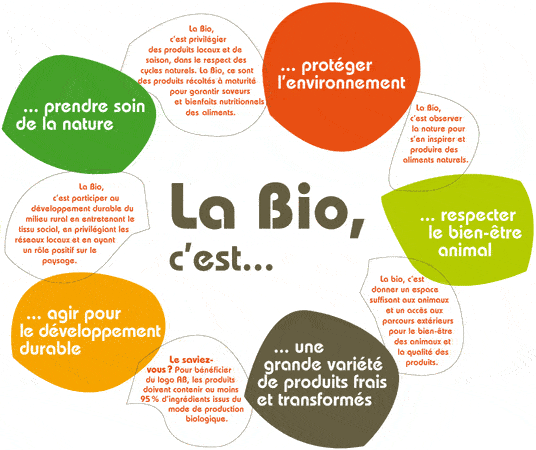 La Bio,
c'est...
La Bio,
c'est privilégier
des produits locaux et de
saison, dans le respect des
cycles naturels. La Bio, ce sont
des produits récoltés à maturité
pour garantir saveurs
et bienfaits nutritionnels
des aliments.
... protéger
l'environnement
La Bio,
c'est observer
la nature pour
s'en inspirer et
produire des
aliments naturels.
... respecter
le bien-être
animal
La bio, c'est
donner un espace
suffisant aux animaux
et un accès aux
parcours extérieurs
pour le bien-être
des animaux et la
qualité des
produits.
... une
grande variété
de produits frais
et transformés
Le saviez-
vous ? Pour bénéficier
du logo AB, les produits
doivent contenir au moins
95 % d'ingrédients issus du
mode de production
biologique.
... agir pour
le développement
durable
La Bio,
c'est participer au
développement durable du
milieu rural en entretenant le
tissu social, en privilégiant les
réseaux locaux et en ayant
un rôle positif sur le
paysage.
... prendre soin
de la nature